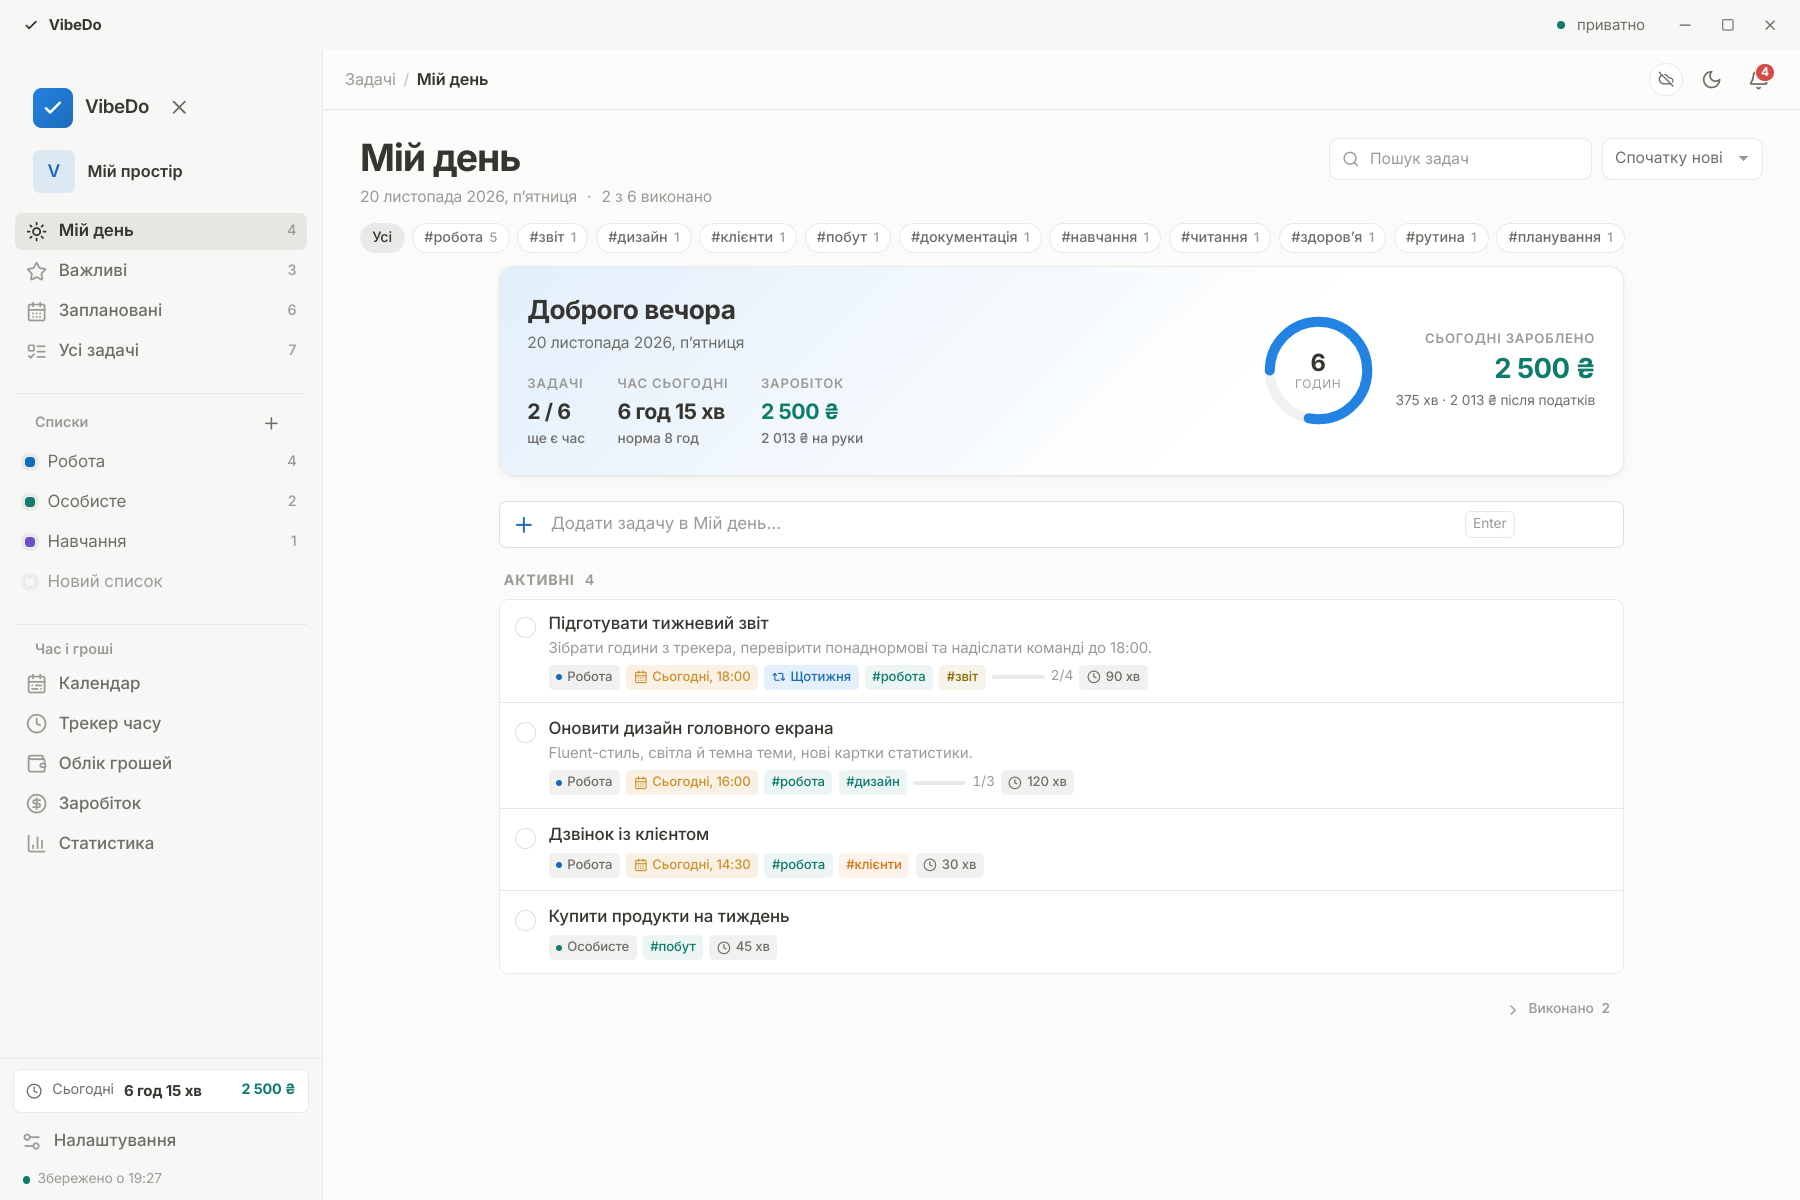 VibeDo
приватно
VibeDo
Мій простір
Мій день 4
Важливі 3
Заплановані 6
Усі задачі 7
Списки
Робота 4
Особисте 2
Навчання 1
Новий список
Час і гроші
Календар
Трекер часу
Облік грошей
Заробіток
Статистика
Сьогодні 6 год 15 хв 2 500 ₴
Налаштування
Збережено о 19:27
Задачі / Мій день
4
Мій день
20 листопада 2026, п’ятниця · 2 з 6 виконано
Пошук задач
Спочатку нові
Усі #робота 5 #звіт 1 #дизайн 1 #клієнти 1 #побут 1 #документація 1 #навчання 1 #читання 1 #здоров’я 1 #рутина 1 #планування 1
Доброго вечора
20 листопада 2026, п’ятниця
ЗАДАЧІ ЧАС СЬОГОДНІ ЗАРОБІТОК
2 / 6 6 год 15 хв 2 500 ₴
ще є час норма 8 год 2 013 ₴ на руки
6
ГОДИН
СЬОГОДНІ ЗАРОБЛЕНО
2 500 ₴
375 хв · 2 013 ₴ після податків
Додати задачу в Мій день... Enter
АКТИВНІ 4
Підготувати тижневий звіт
Зібрати години з трекера, перевірити понаднормові та надіслати команді до 18:00.
Робота Сьогодні, 18:00 Щотижня #робота #звіт 2/4 90 хв
Оновити дизайн головного екрана
Fluent-стиль, світла й темна теми, нові картки статистики.
Робота Сьогодні, 16:00 #робота #дизайн 1/3 120 хв
Дзвінок із клієнтом
Робота Сьогодні, 14:30 #робота #клієнти 30 хв
Купити продукти на тиждень
Особисте #побут 45 хв
Виконано 2